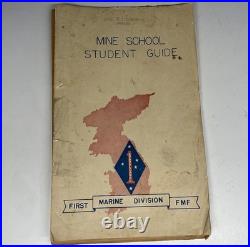 MINE SCHOOL
STUDENT GUIDE
FIRST MARINE DIVISION FMF